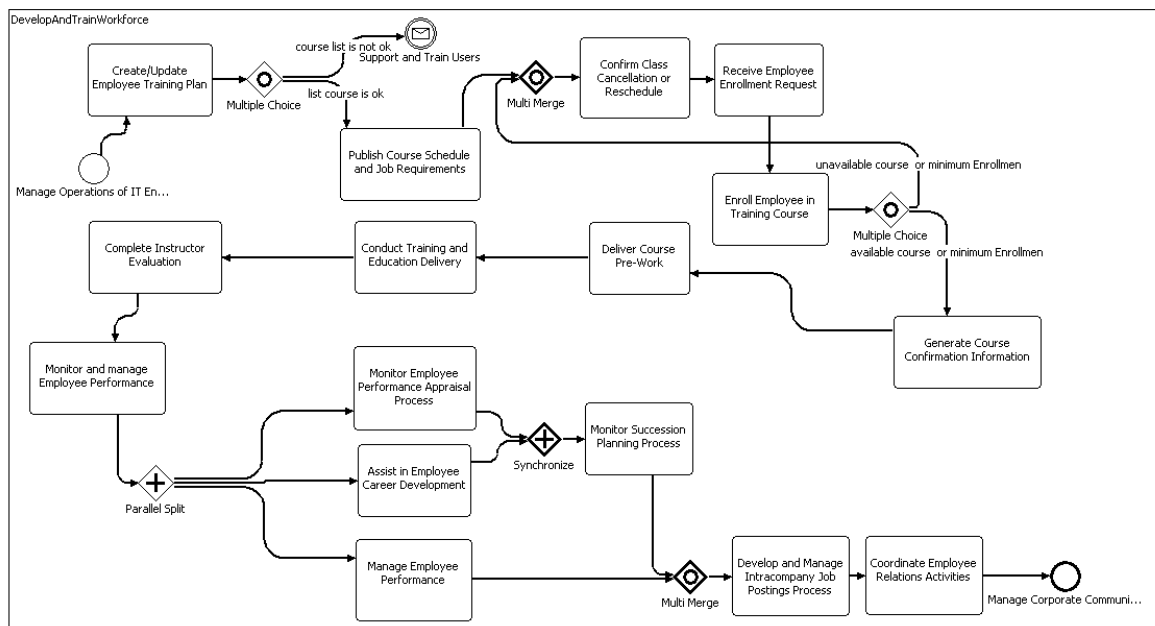 DevelopAndTrainWorkforce
Create/Update
Employee Training Plan
Multiple Choice
course list is not ok
Support and Train Users
list course is ok
Manage Operations of IT En...
Publish Course Schedule
and Job Requirements
Multi Merge
Confirm Class
Cancellation or
Reschedule
Receive Employee
Enrollment Request
unavailable course or minimum Enrollmen
Enroll Employee in
Training Course
Multiple Choice
available course or minimum Enrollmen
Generate Course
Confirmation Information
Deliver Course
Pre-Work
Conduct Training and
Education Delivery
Complete Instructor
Evaluation
Monitor and manage
Employee Performance
Parallel Split
Monitor Employee
Performance Appraisal
Process
Assist in Employee
Career Development
Manage Employee
Performance
Synchronize
Monitor Succession
Planning Process
Multi Merge
Develop and Manage
Intracompany Job
Postings Process
Coordinate Employee
Relations Activities
Manage Corporate Communi...